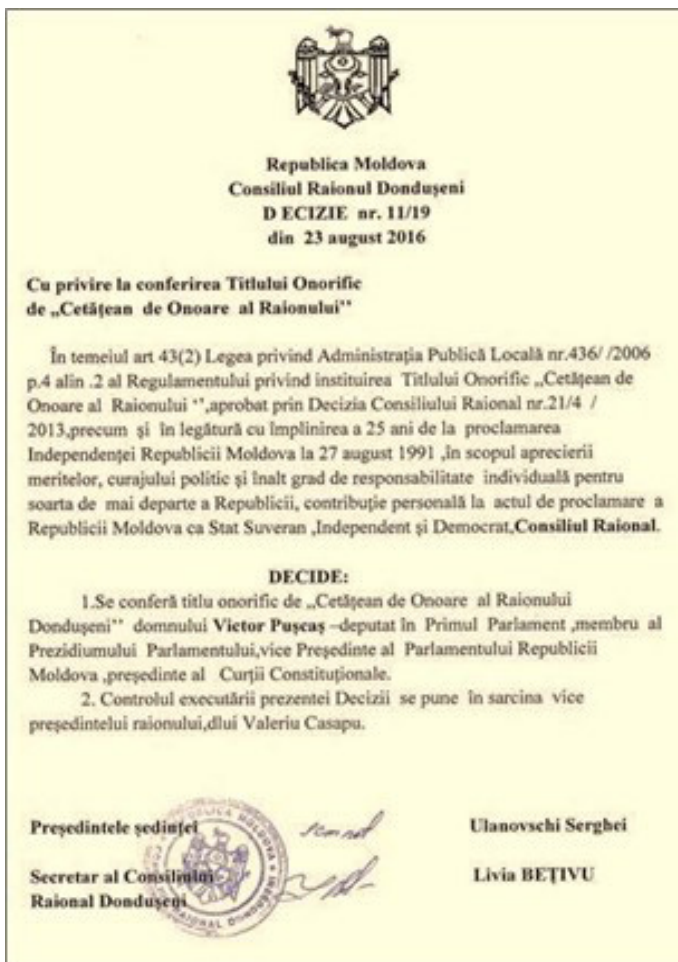 Republica Moldova
Consiliul Raionul Dondușeni
D ECIZIE nr. 11/19
din 23 august 2016
Cu privire la conferirea Titlului Onorific
de „Cetățean de Onoare al Raionului‘’
În temeiul art 43(2) Legea privind Administrația Publică Locală nr.436/ /2006
p.4 alin .2 al Regulamentului privind instituirea Titlului Onorific „Cetățean de
Onoare al Raionului ‘’,aprobat prin Decizia Consiliului Raional nr.21/4 /
2013,precum și în legătură cu împlinirea a 25 ani de la proclamarea
Independenței Republicii Moldova la 27 august 1991 ,în scopul aprecierii
meritelor, curajului politic și înalt grad de responsabilitate individuală pentru
soarta de mai departe a Republicii, contribuție personală la actul de proclamare a
Republicii Moldova ca Stat Suveran ,Independent și Democrat,Consiliul Raional.
DECIDE:
1.Se conferă titlu onorific de „Cetățean de Onoare al Raionului
Dondușeni‘’ domnului Victor Pușcaș –deputat în Primul Parlament ,membru al
Prezidiumului Parlamentului,vice Președinte al Parlamentului Republicii
Moldova ,președinte al Curții Constituționale.
2. Controlul executării prezentei Decizii se pune în sarcina vice
președintelui raionului,dlui Valeriu Casapu.
Președintele ședinței Ulanovschi Serghei
Secretar al Consiliului Livia BEȚIVU
Raional Dondușeni
REPUBLICA MOLDOVA